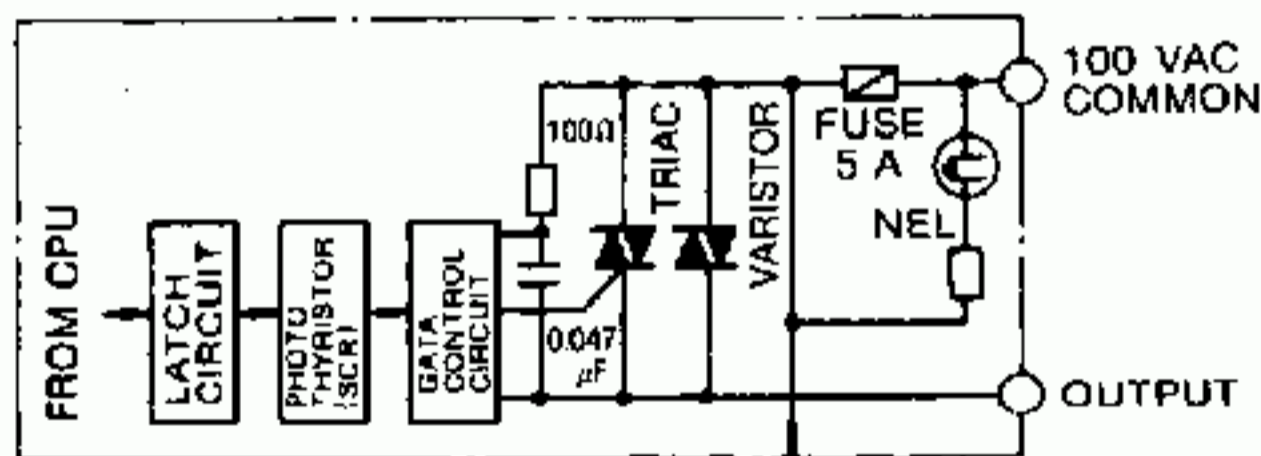 FROM CPU
LATCH
CIRCUIT
PHOTO
THYRISTOR
(SCR)
GATA
CONTROL
CIRCUIT
100Ω
0.047
μF
TRIAC
VARISTOR
FUSE
5 A
NEL
100 VAC
COMMON
OUTPUT